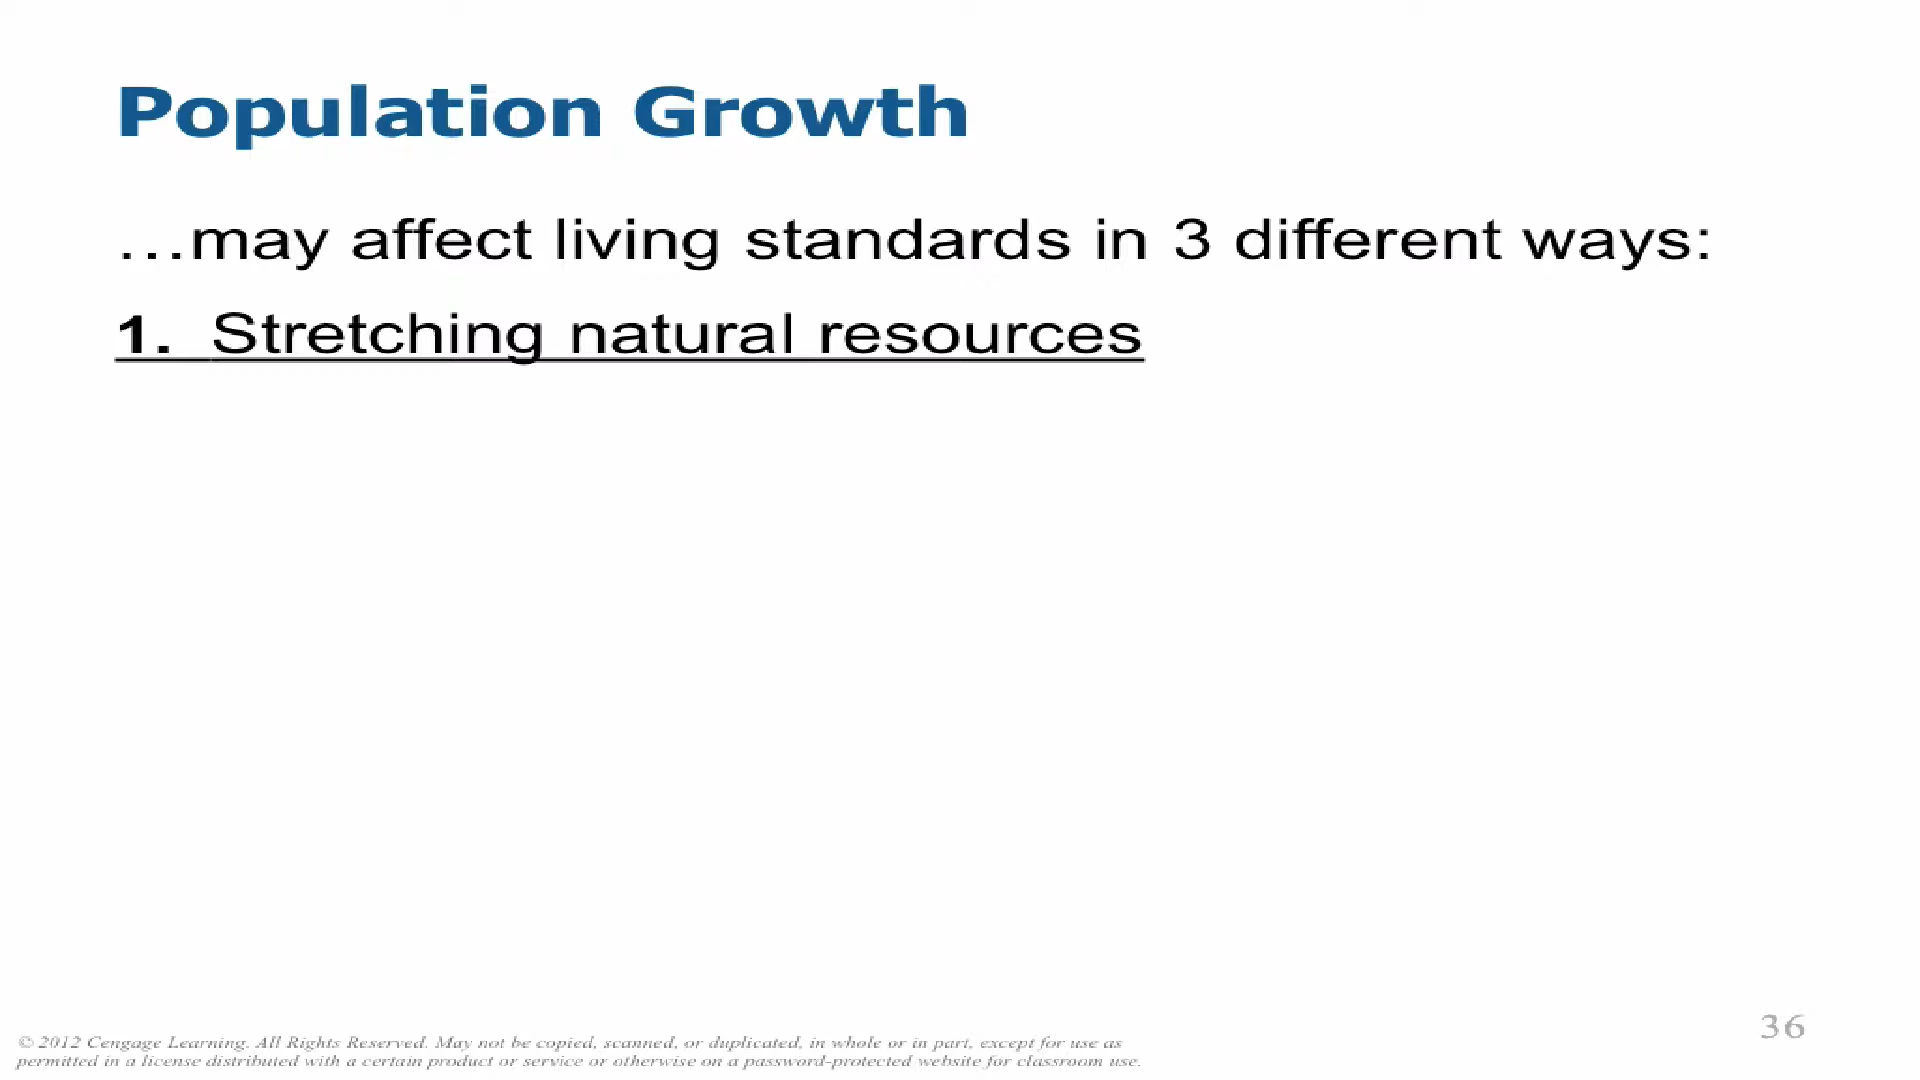 Population Growth
…may affect living standards in 3 different ways:
1. Stretching natural resources
36
© 2012 Cengage Learning. All Rights Reserved. May not be copied, scanned, or duplicated, in whole or in part, except for use as
permitted in a license distributed with a certain product or service or otherwise on a password-protected website for classroom use.